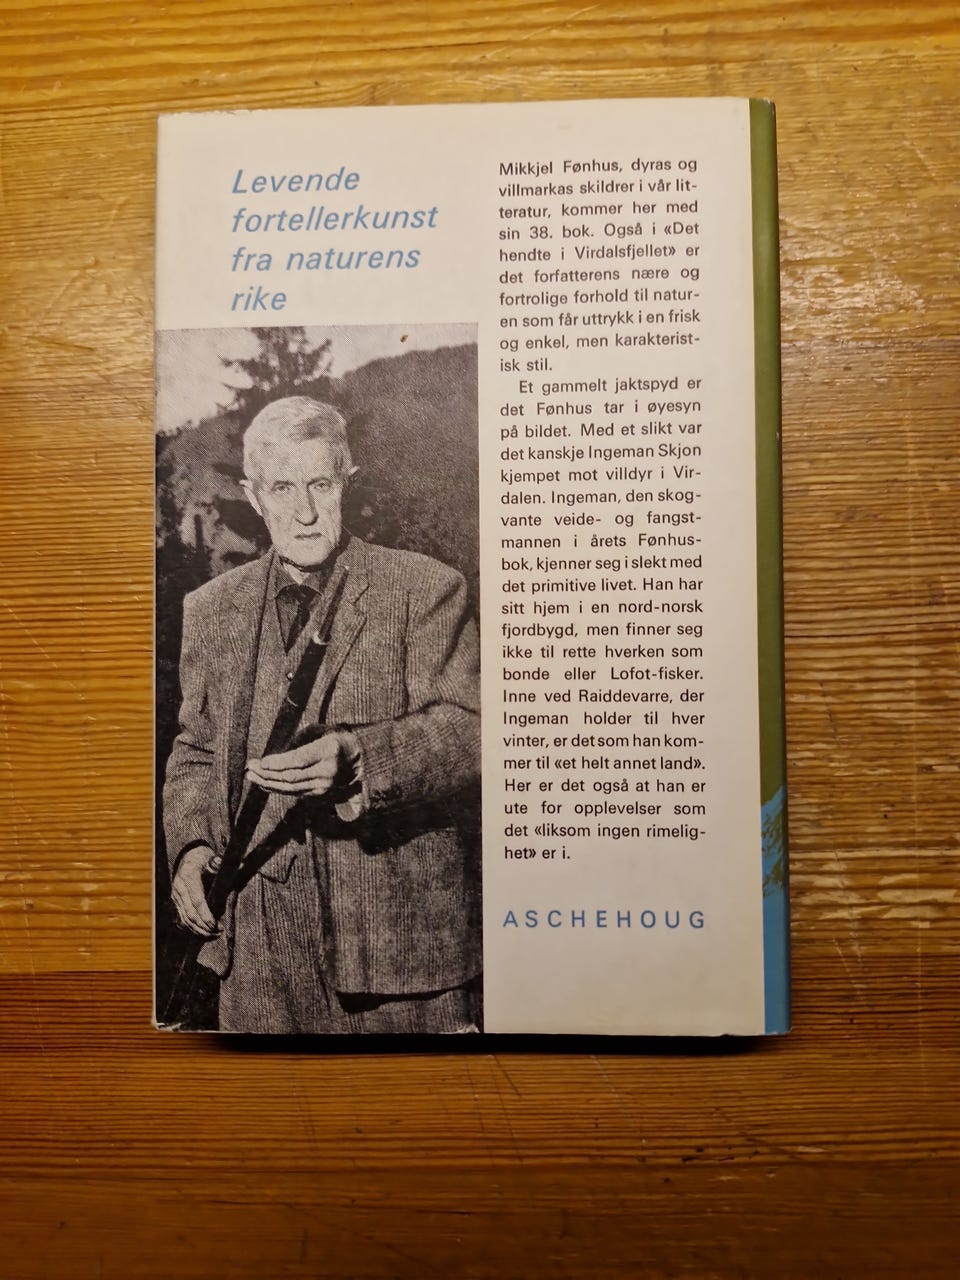 Levende
fortellerkunst
fra naturens
rike
Mikkjel Fønhus, dyras og
villmarkas skildrer i vår lit-
teratur, kommer her med
sin 38. bok. Også i «Det
hendte i Virdalsfjellet» er
det forfatterens nære og
fortrolige forhold til natur-
en som får uttrykk i en frisk
og enkel, men karakterist-
isk stil.
Et gammelt jaktspyd er
det Fønhus tar i øyesyn
på bildet. Med et slikt var
det kanskje Ingeman Skjon
kjempet mot villdyr i Vir-
dalen. Ingeman, den skog-
vante veide- og fangst-
mannen i årets Fønhus-
bok, kjenner seg i slekt med
det primitive livet. Han har
sitt hjem i en nord-norsk
fjordbygd, men finner seg
ikke til rette hverken som
bonde eller Lofot-fisker.
Inne ved Raiddevarre, der
Ingeman holder til hver
vinter, er det som han kom-
mer til «et helt annet land».
Her er det også at han er
ute for opplevelser som
det «liksom ingen rimelig-
het» er i.
ASCHEHOUG